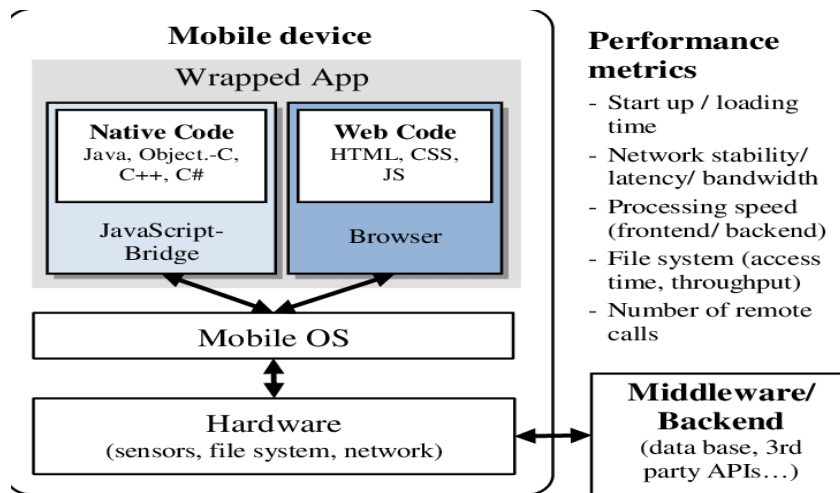 Mobile device
Wrapped App
Native Code
Java, Object.-C,
C++, C#
JavaScript-
Bridge
Web Code
HTML, CSS,
JS
Browser
Mobile OS
Hardware
(sensors, file system, network)
Performance
metrics
- Start up / loading
time
- Network stability/
latency/ bandwidth
- Processing speed
(frontend/ backend)
- File system (access
time, throughput)
- Number of remote
calls
Middleware/
Backend
(data base, 3rd
party APIs…)